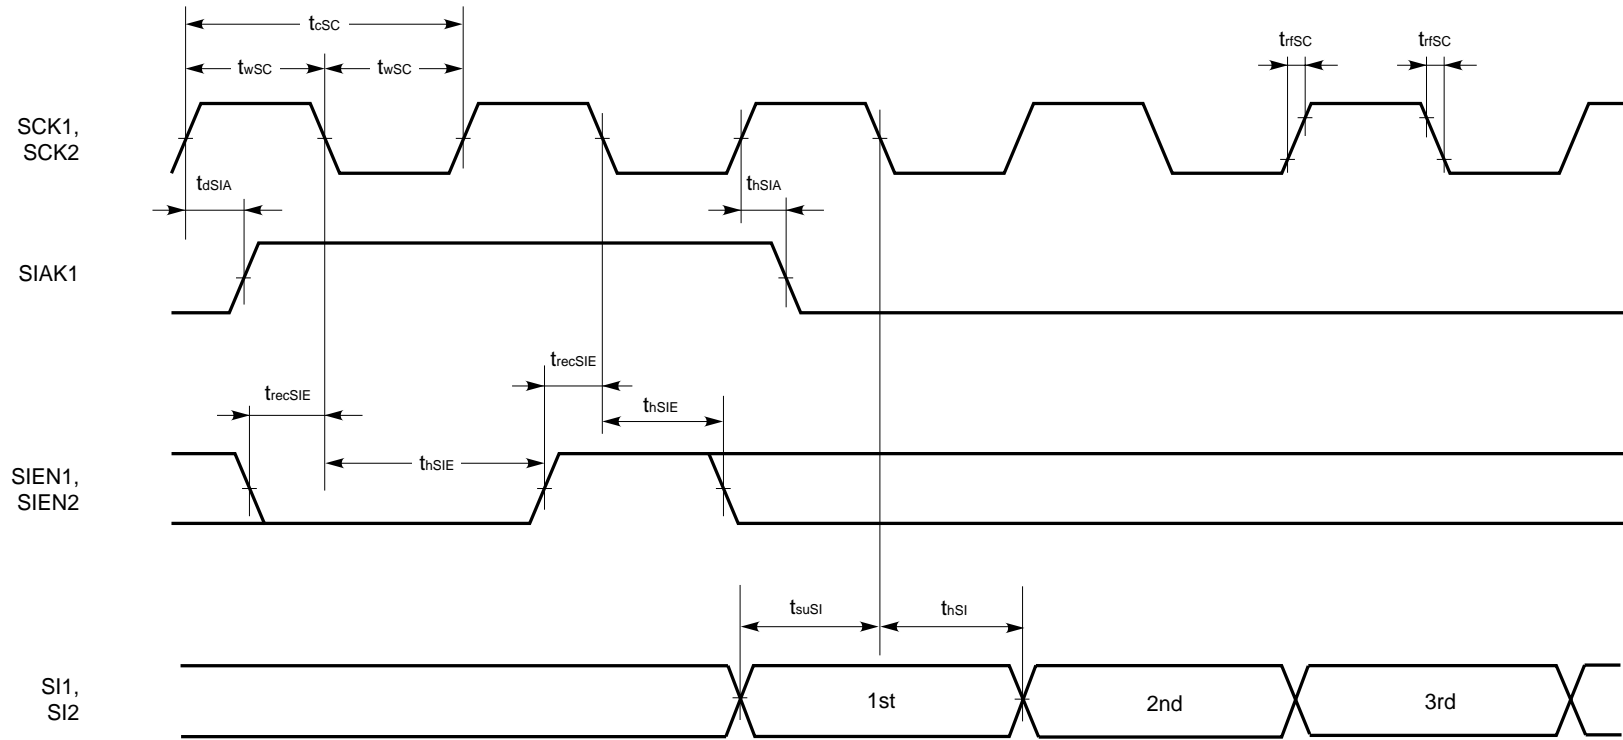 tcSC
twSC
twSC
trfSC
trfSC
SCK1,
SCK2
tdSIA
thSIA
SIAK1
trecSIE
trecSIE
thSIE
thSIE
SIEN1,
SIEN2
tsuSI
thSI
SI1,
SI2
1st
2nd
3rd